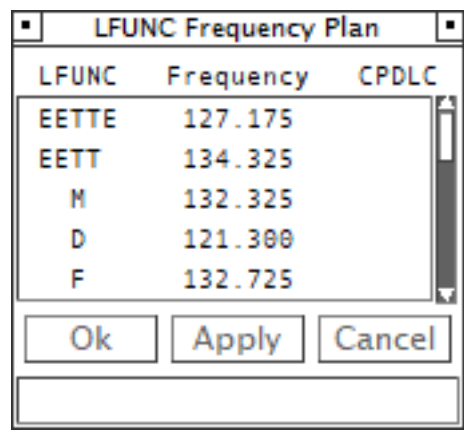 LFUNC Frequency Plan
LFUNC Frequency CPDLC
EETTE 127.175
EETT 134.325
M 132.325
D 121.300
F 132.725
Ok Apply Cancel